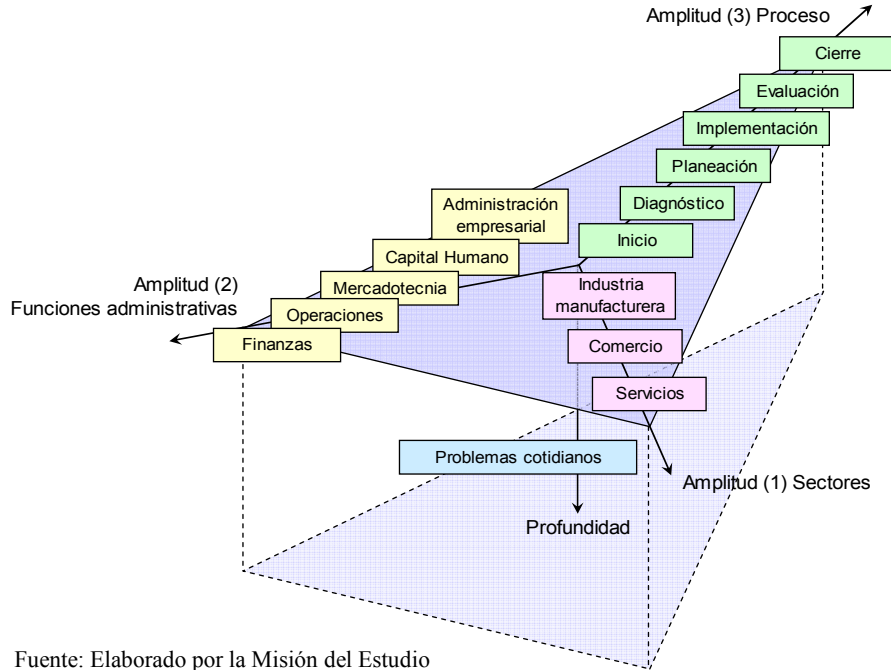 Amplitud (3) Proceso
Cierre
Evaluación
Implementación
Planeación
Diagnóstico
Inicio
Administración
empresarial
Capital Humano
Mercadotecnia
Operaciones
Finanzas
Amplitud (2)
Funciones administrativas
Industria
manufacturera
Comercio
Servicios
Amplitud (1) Sectores
Problemas cotidianos
Profundidad
Fuente: Elaborado por la Misión del Estudio